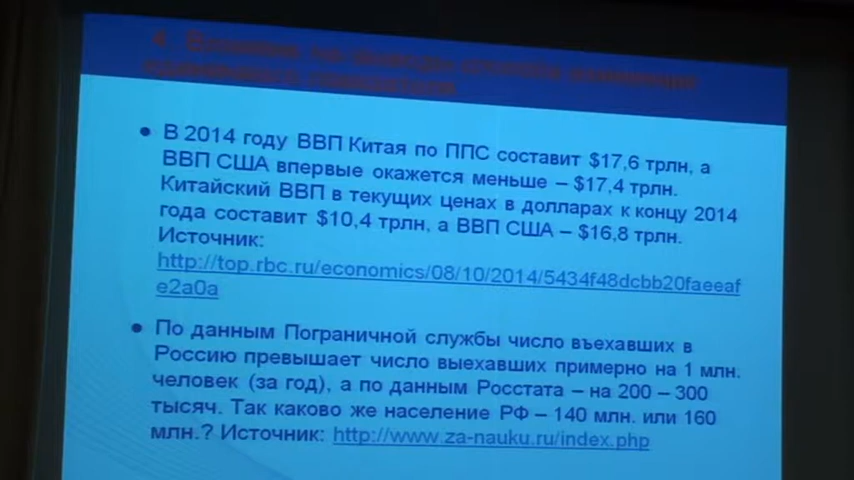 • В 2014 году ВВП Китая по ППС составит $17,6 трлн, а
ВВП США впервые окажется меньше – $17,4 трлн.
Китайский ВВП в текущих ценах в долларах к концу 2014
года составит $10,4 трлн, а ВВП США – $16,8 трлн.
Источник:
http://top.rbc.ru/economics/08/10/2014/5434f48dcbb20faeeaf
e2a0a
• По данным Пограничной службы число въехавших в
Россию превышает число выехавших примерно на 1 млн.
человек (за год), а по данным Росстата – на 200 – 300
тысяч. Так каково же население РФ – 140 млн. или 160
млн.? Источник: http://www.za-nauku.ru/index.php